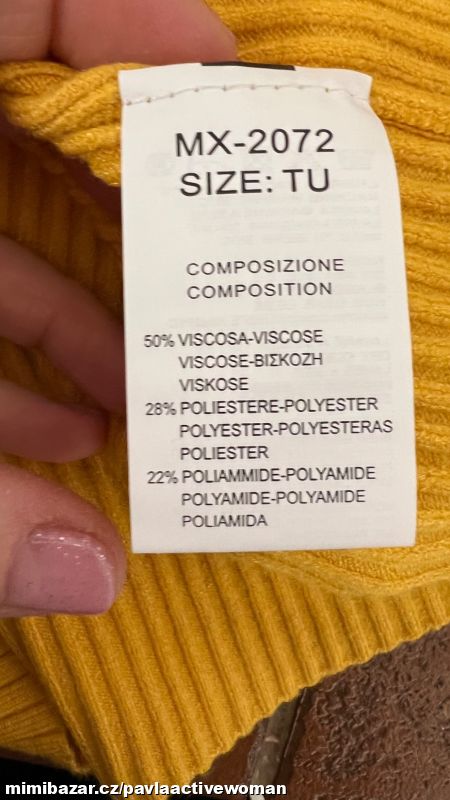 MX-2072
SIZE: TU
COMPOSIZIONE
COMPOSITION
50% VISCOSA-VISCOSE
VISCOSE-ΒΙΣΚΟΖΗ
VISKOSE
28% POLIESTERE-POLYESTER
POLYESTER-POLYESTERAS
POLIESTER
22% POLIAMMIDE-POLYAMIDE
POLYAMIDE-POLYAMIDE
POLIAMIDA
mimibazar.cz/pavlaactivewoman